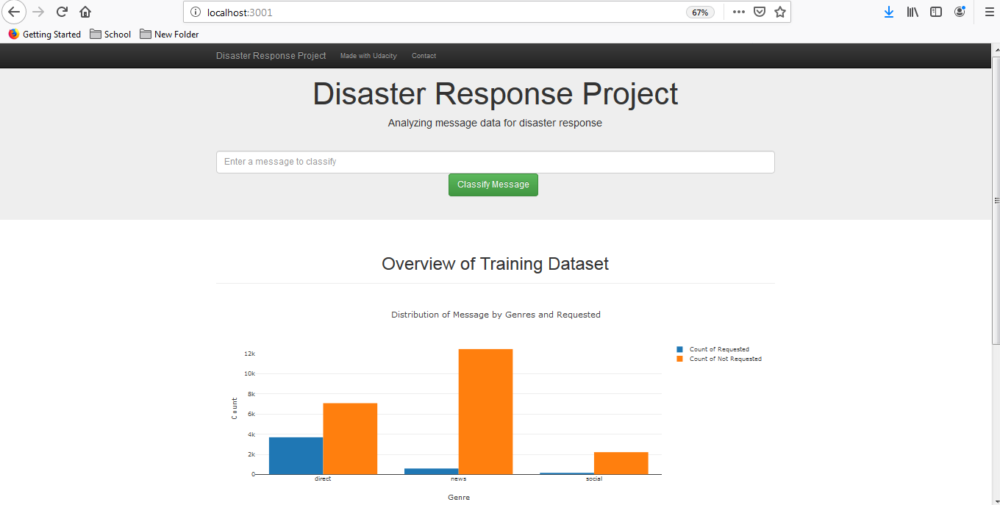 localhost:3001
67%
Getting Started School New Folder
Disaster Response Project Made with Udacity Contact
Disaster Response Project
Analyzing message data for disaster response
Enter a message to classify
Classify Message
Overview of Training Dataset
Distribution of Message by Genres and Requested
Count of Requested
Count of Not Requested
12k
10k
8k
6k
4k
2k
0
Count
direct news social
Genre